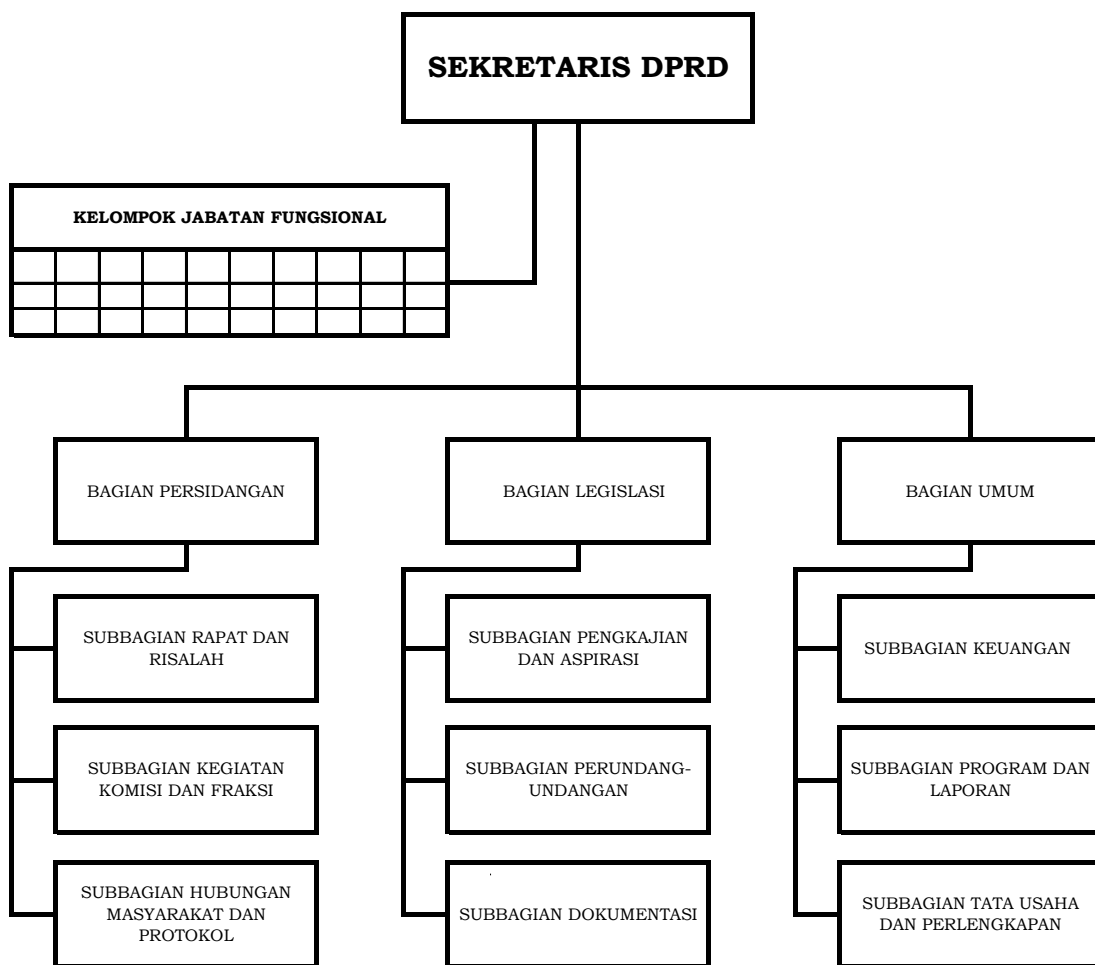 SEKRETARIS DPRD
KELOMPOK JABATAN FUNGSIONAL
BAGIAN PERSIDANGAN
BAGIAN LEGISLASI
BAGIAN UMUM
SUBBAGIAN RAPAT DAN
RISALAH
SUBBAGIAN PENGKAJIAN
DAN ASPIRASI
SUBBAGIAN KEUANGAN
SUBBAGIAN KEGIATAN
KOMISI DAN FRAKSI
SUBBAGIAN PERUNDANG-
UNDANGAN
SUBBAGIAN PROGRAM DAN
LAPORAN
SUBBAGIAN HUBUNGAN
MASYARAKAT DAN
PROTOKOL
SUBBAGIAN DOKUMENTASI
SUBBAGIAN TATA USAHA
DAN PERLENGKAPAN